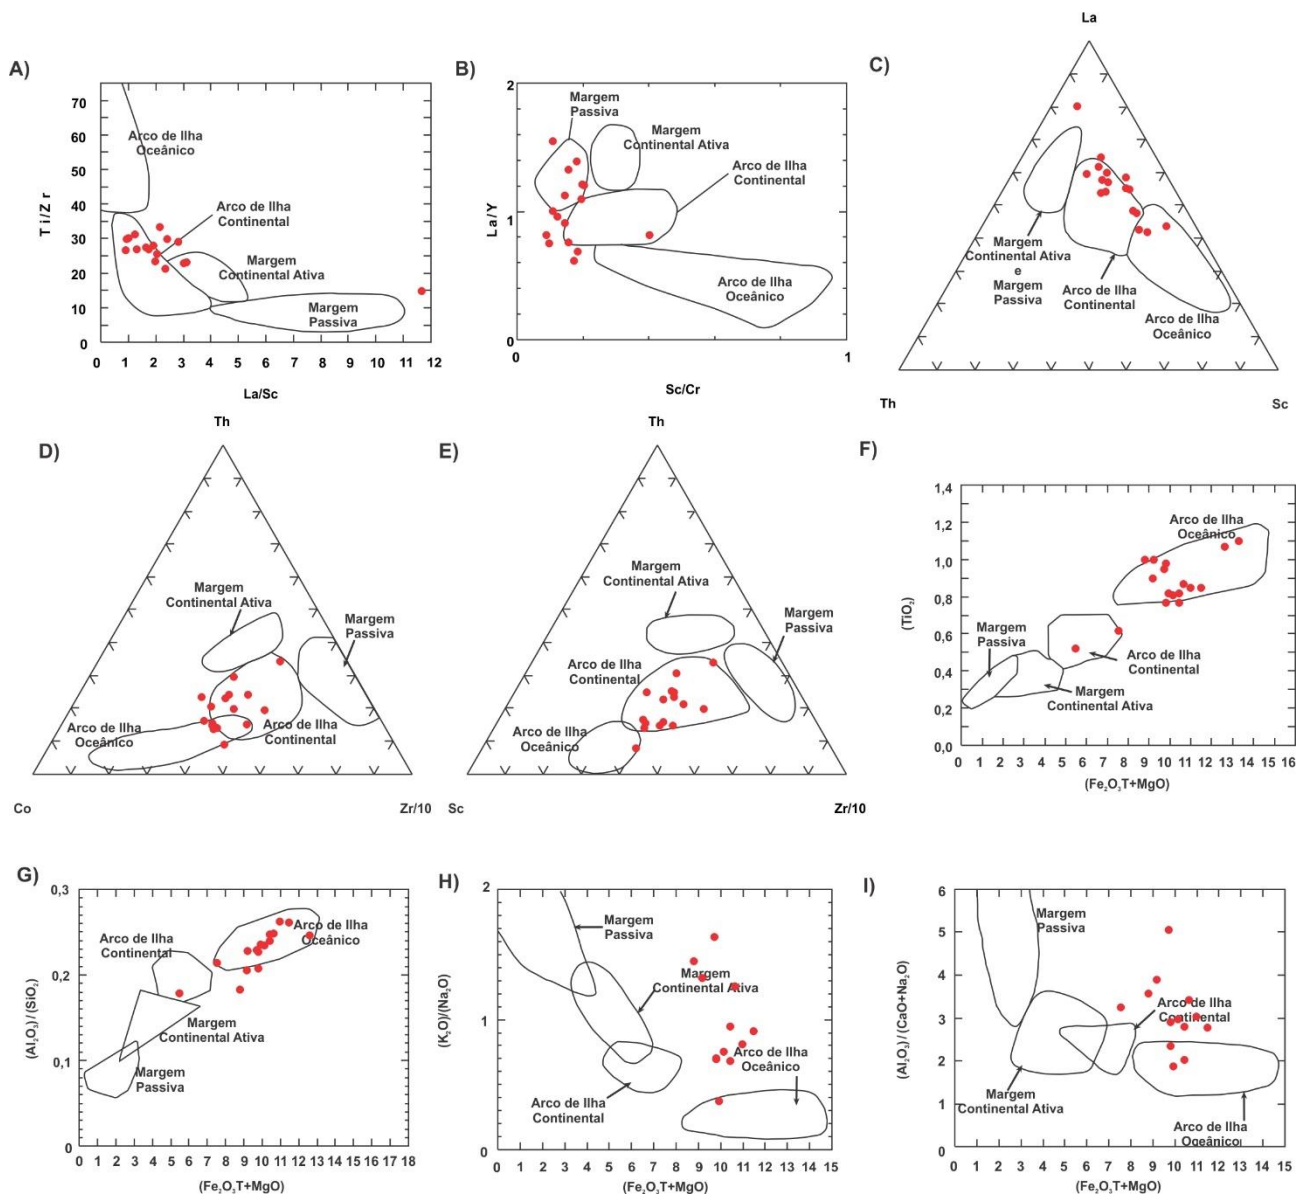 A)
Ti/Zr
70
60
50
40
30
20
10
0
0 1 2 3 4 5 6 7 8 9 10 11 12
La/Sc
Arco de Ilha
Oceânico
Arco de Ilha
Continental
Margem
Continental Ativa
Margem
Passiva
B)
La/Y
2
1
0
0
1
Sc/Cr
Margem
Passiva
Margem
Continental Ativa
Arco de Ilha
Continental
Arco de Ilha
Oceânico
C)
La
Th
Sc
Margem
Continental Ativa
e
Margem
Passiva
Arco de Ilha
Continental
Arco de Ilha
Oceânico
D)
Th
Co
Zr/10
Margem
Continental Ativa
Margem
Passiva
Arco de Ilha
Oceânico
Arco de Ilha
Continental
E)
Th
Sc
Zr/10
Margem
Continental Ativa
Margem
Passiva
Arco de Ilha
Continental
Arco de Ilha
Oceânico
F)
(TiO₂)
1,4
1,2
1,0
0,8
0,6
0,4
0,2
0,0
0 1 2 3 4 5 6 7 8 9 10 11 12 13 14 15 16
(Fe₂O₃T+MgO)
Arco de Ilha
Oceânico
Margem
Passiva
Arco de Ilha
Continental
Margem
Continental Ativa
G)
(Al₂O₃)/(SiO₂)
0,3
0,2
0,1
0
0 1 2 3 4 5 6 7 8 9 10 11 12 13 14 15 16 17 18
(Fe₂O₃T+MgO)
Arco de Ilha
Continental
Arco de Ilha
Oceânico
Margem
Continental Ativa
Margem
Passiva
H)
(K₂O)/(Na₂O)
2
1
0
0 1 2 3 4 5 6 7 8 9 10 11 12 13 14 15
(Fe₂O₃T+MgO)
Margem
Passiva
Margem
Continental Ativa
Arco de Ilha
Oceânico
Arco de Ilha
Continental
I)
(Al₂O₃)/(CaO+Na₂O)
6
5
4
3
2
1
0
0 1 2 3 4 5 6 7 8 9 10 11 12 13 14 15
(Fe₂O₃T+MgO)
Margem
Passiva
Arco de Ilha
Continental
Margem
Continental Ativa
Arco de Ilha
Oceânico